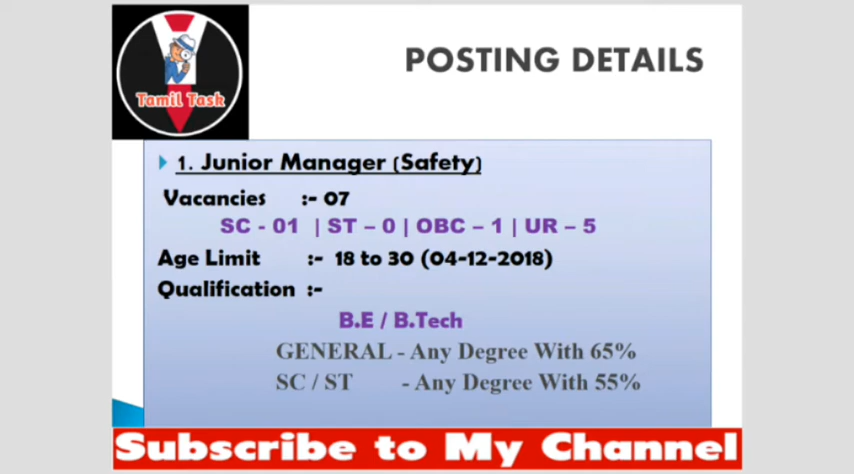 Tamil Task
POSTING DETAILS
1. Junior Manager (Safety)
Vacancies :- 07
SC - 01 | ST – 0 | OBC – 1 | UR – 5
Age Limit :- 18 to 30 (04-12-2018)
Qualification :-
B.E / B.Tech
GENERAL - Any Degree With 65%
SC / ST - Any Degree With 55%
Subscribe to My Channel